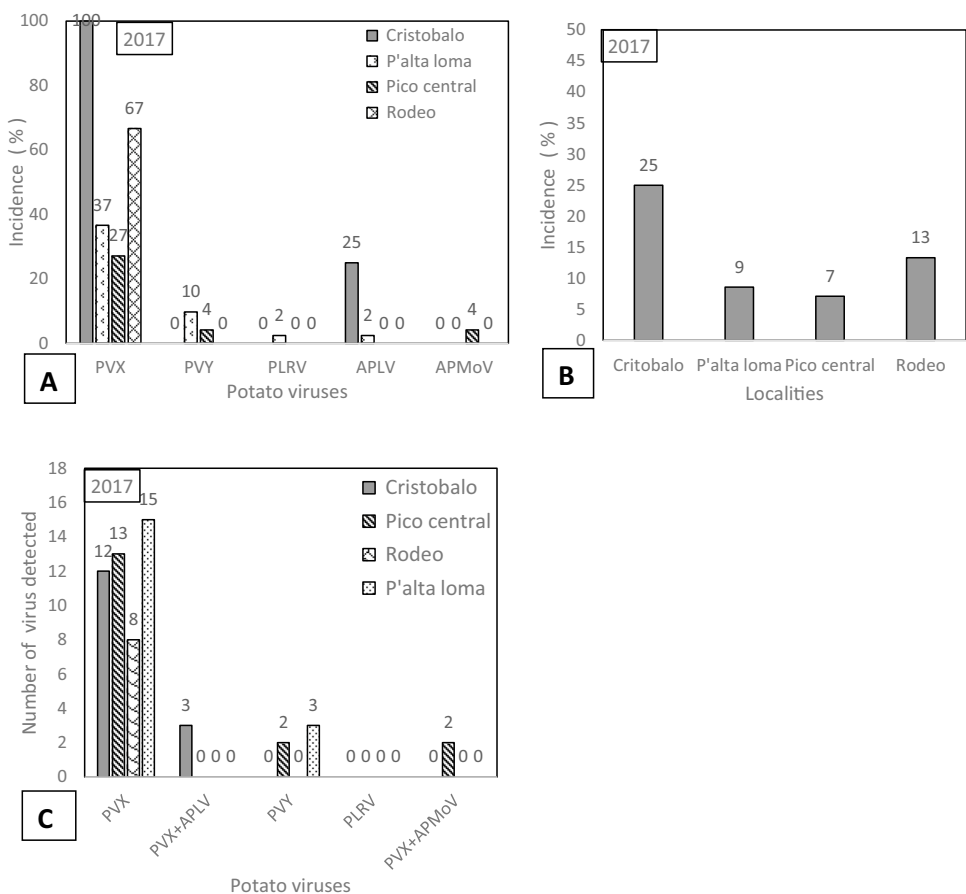 2017
Cristobalo
P'alta loma
Pico central
Rodeo
Incidence (%)
100
80
60
40
20
0
100
37
27
67
0
10
4
0
0
2
0
0
25
2
0
0
0
0
4
0
PVX
PVY
PLRV
APLV
APMoV
Potato viruses
A
2017
Incidence (%)
50
45
40
35
30
25
20
15
10
5
0
25
9
7
13
Critobalo
P'alta loma
Pico central
Rodeo
Localities
B
2017
Cristobalo
Pico central
Rodeo
P'alta loma
Number of virus detected
18
16
14
12
10
8
6
4
2
0
12
13
8
15
3
0
0
0
0
2
0
3
0
0
0
0
0
2
0
0
PVX
PVX+APLV
PVY
PLRV
PVX+APMoV
Potato viruses
C